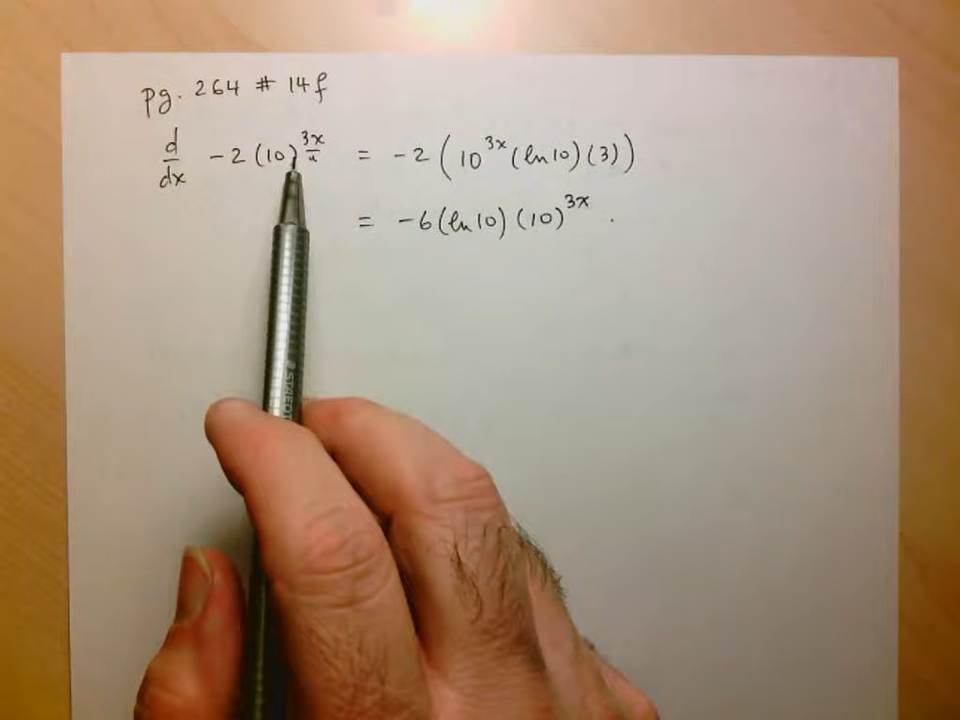 pg. 264 # 14f
d/dx -2(10)^(3x/4) = -2(10^(3x)(ln10)(3))
= -6(ln10)(10)^(3x).